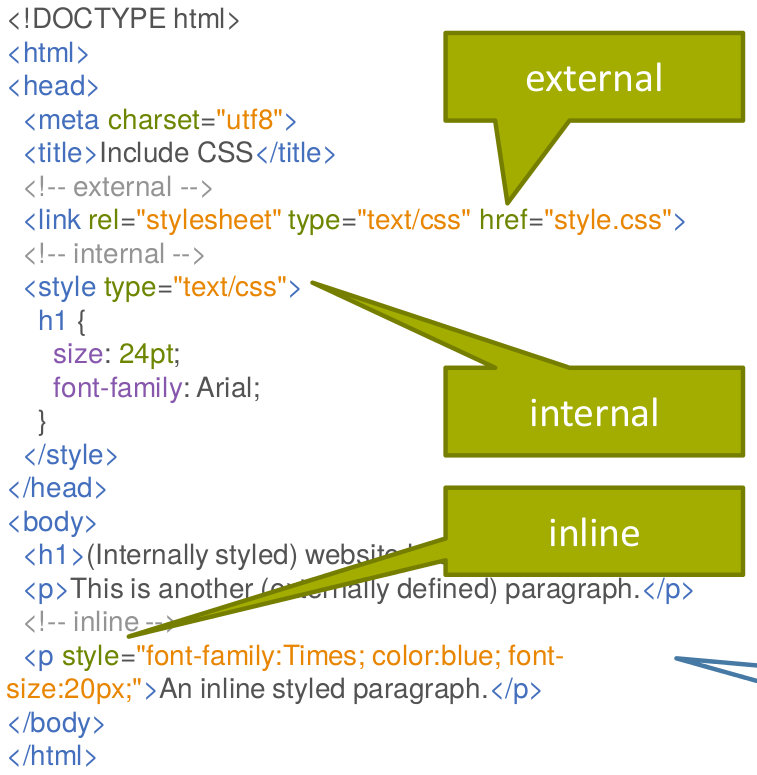 <!DOCTYPE html>
<html>
<head>
<meta charset="utf8">
<title>Include CSS</title>
<!-- external -->
<link rel="stylesheet" type="text/css" href="style.css">
<!-- internal -->
<style type="text/css">
h1 {
size: 24pt;
font-family: Arial;
}
</style>
</head>
<body>
<h1>(Internally styled)
<p>This is another (externally defined) paragraph.</p>
<!-- inline -->
<p style="font-family:Times; color:blue; font-
size:20px;">An inline styled paragraph.</p>
</body>
</html>
external
internal
inline